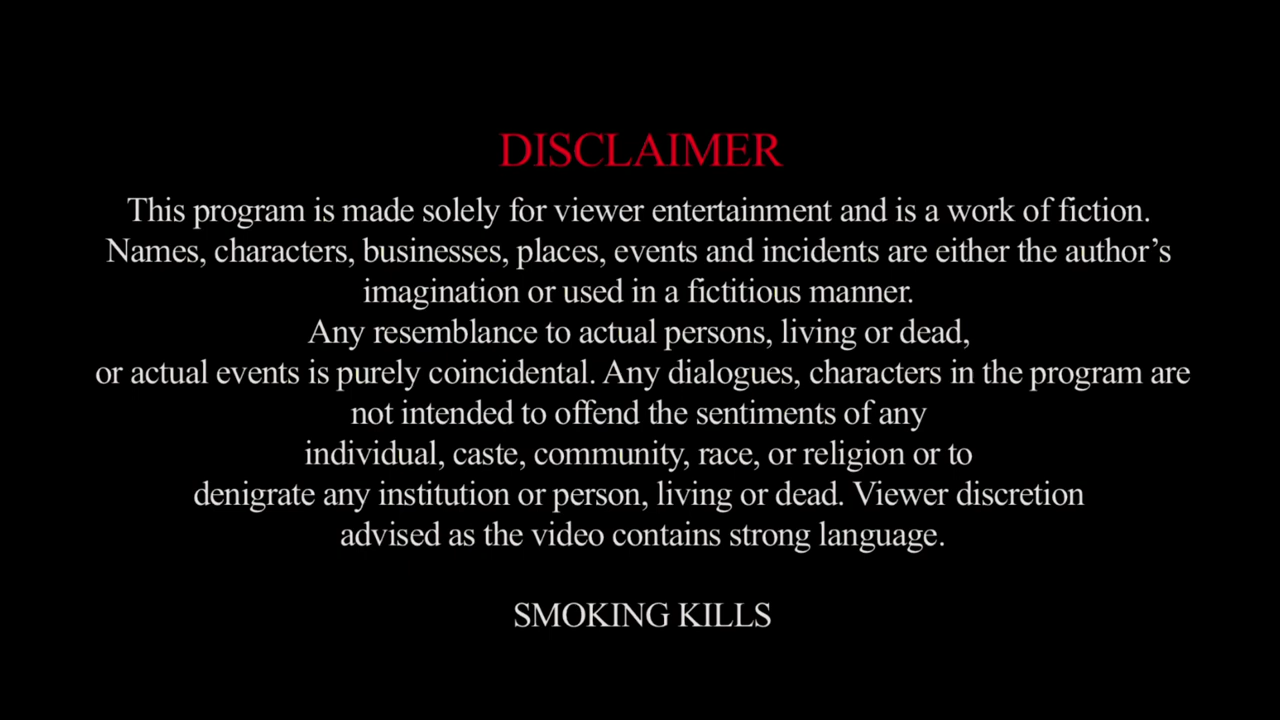 DISCLAIMER
This program is made solely for viewer entertainment and is a work of fiction.
Names, characters, businesses, places, events and incidents are either the author’s
imagination or used in a fictitious manner.
Any resemblance to actual persons, living or dead,
or actual events is purely coincidental. Any dialogues, characters in the program are
not intended to offend the sentiments of any
individual, caste, community, race, or religion or to
denigrate any institution or person, living or dead. Viewer discretion
advised as the video contains strong language.
SMOKING KILLS